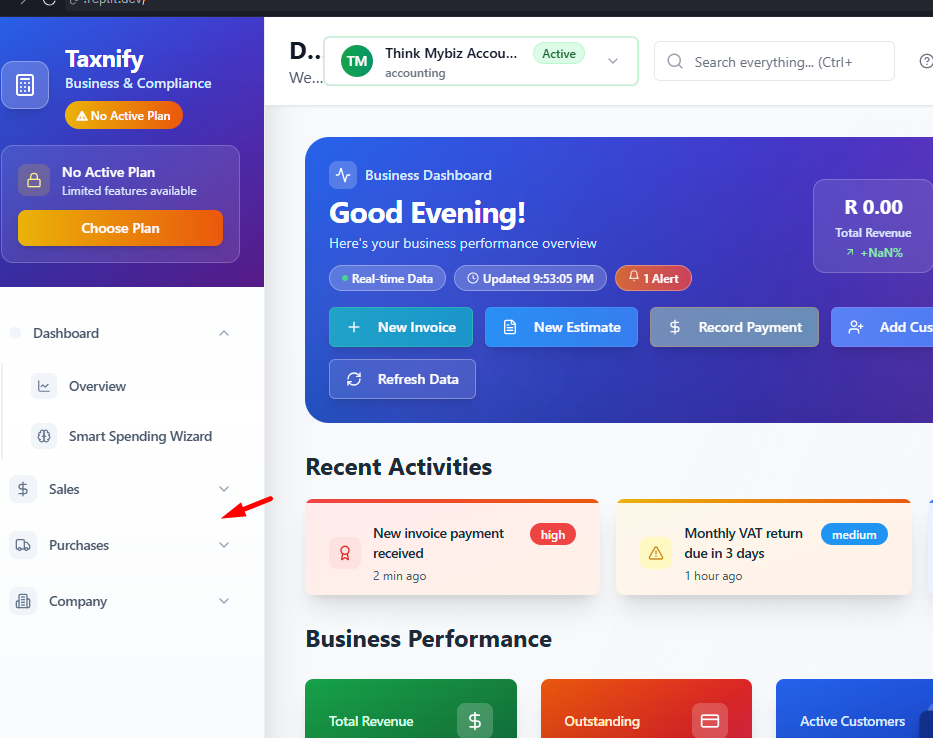 .replit.dev/
Taxnify
Business & Compliance
No Active Plan
No Active Plan
Limited features available
Choose Plan
Dashboard
Overview
Smart Spending Wizard
Sales
Purchases
Company
D...
We...
TM
Think Mybiz Accou...
Active
accounting
Search everything... (Ctrl+
Business Dashboard
Good Evening!
Here's your business performance overview
Real-time Data
Updated 9:53:05 PM
1 Alert
R 0.00
Total Revenue
+NaN%
New Invoice
New Estimate
Record Payment
Add Cus
Refresh Data
Recent Activities
New invoice payment
received
high
2 min ago
Monthly VAT return
due in 3 days
medium
1 hour ago
Business Performance
Total Revenue
Outstanding
Active Customers